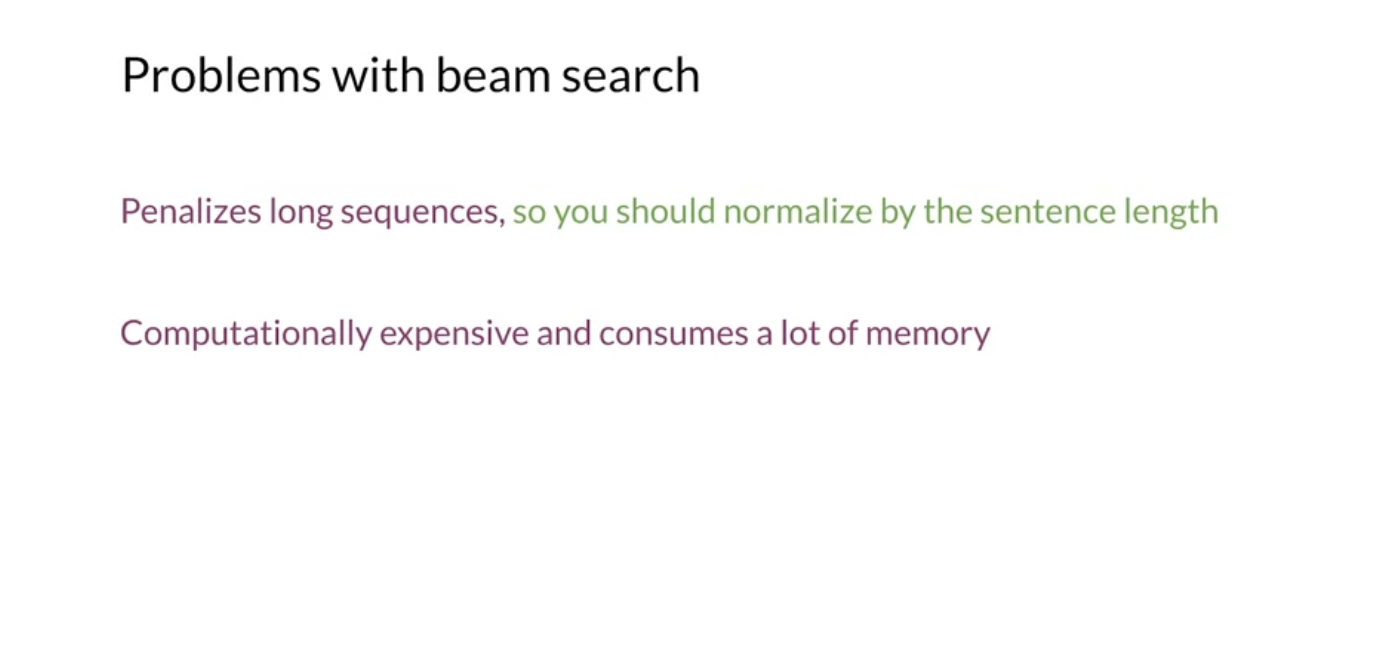 Problems with beam search
Penalizes long sequences, so you should normalize by the sentence length
Computationally expensive and consumes a lot of memory